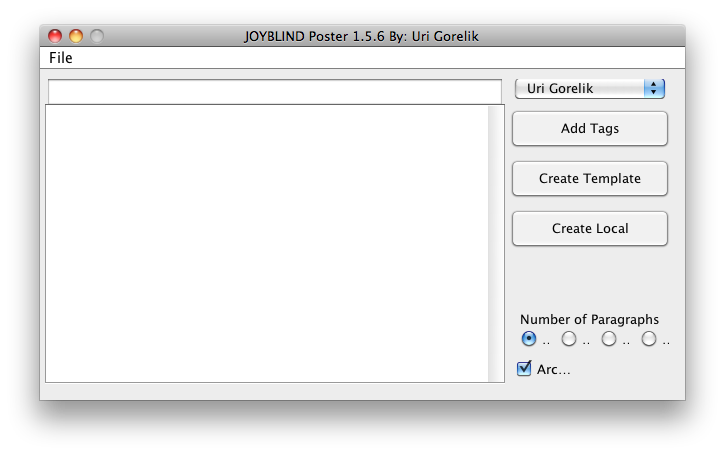 JOYBLIND Poster 1.5.6 By: Uri Gorelik
File
Uri Gorelik
Add Tags
Create Template
Create Local
Number of Paragraphs
.. .. .. ..
Arc...